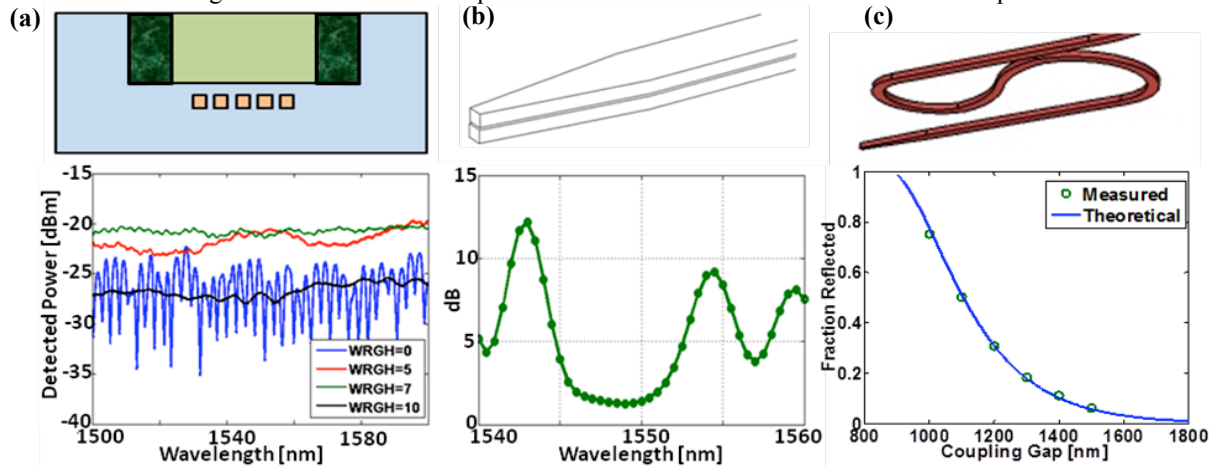 (a)
(b)
(c)
-15
-20
-25
-30
-35
-40
Detected Power [dBm]
WRGH=0
WRGH=5
WRGH=7
WRGH=10
1500
1540
1580
Wavelength [nm]
15
10
5
0
dB
1540
1550
1560
Wavelength [nm]
1
0.8
0.6
0.4
0.2
0
Fraction Reflected
Measured
Theoretical
800
1000
1200
1400
1600
1800
Coupling Gap [nm]